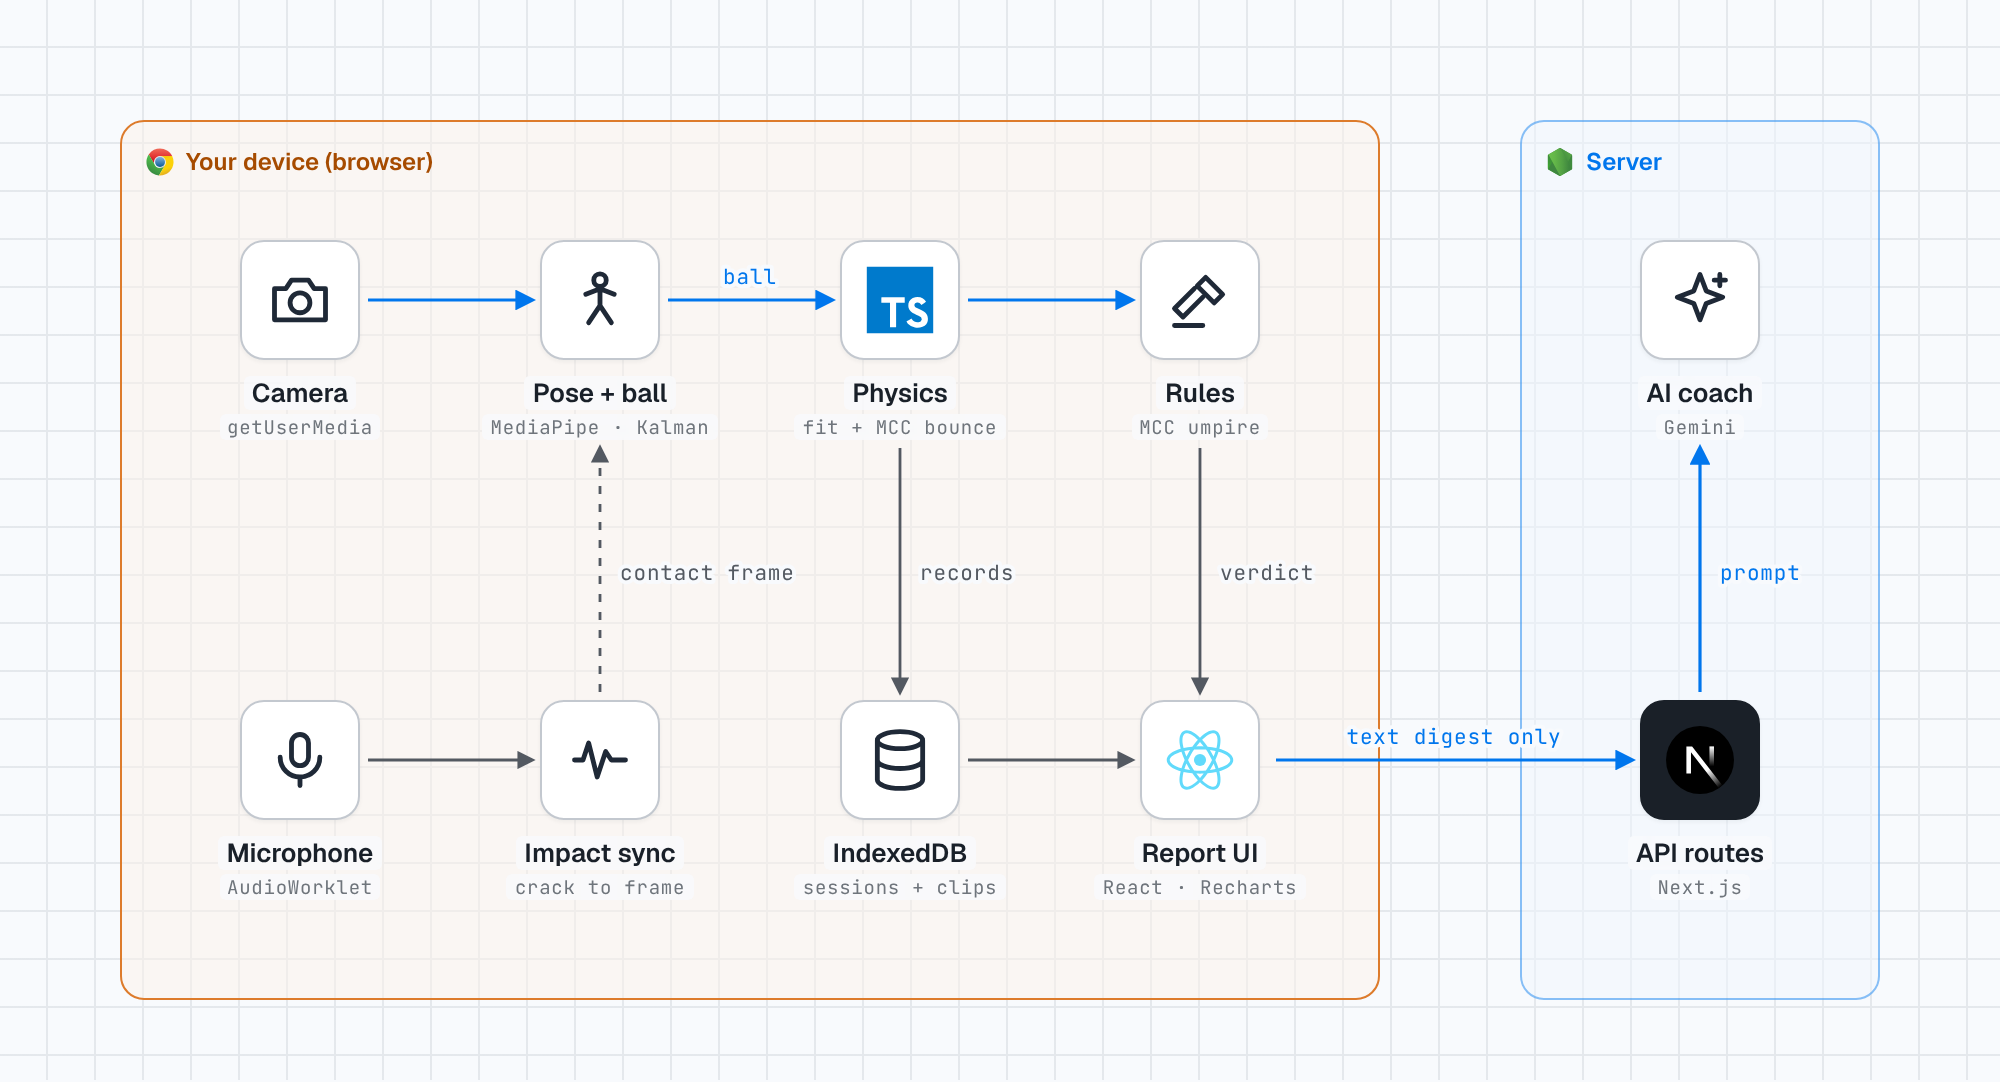 Your device (browser)
Server
ball
TS
Camera
getUserMedia
Pose + ball
MediaPipe · Kalman
Physics
fit + MCC bounce
Rules
MCC umpire
AI coach
Gemini
contact frame
records
verdict
prompt
text digest only
N
Microphone
AudioWorklet
Impact sync
crack to frame
IndexedDB
sessions + clips
Report UI
React · Recharts
API routes
Next.js